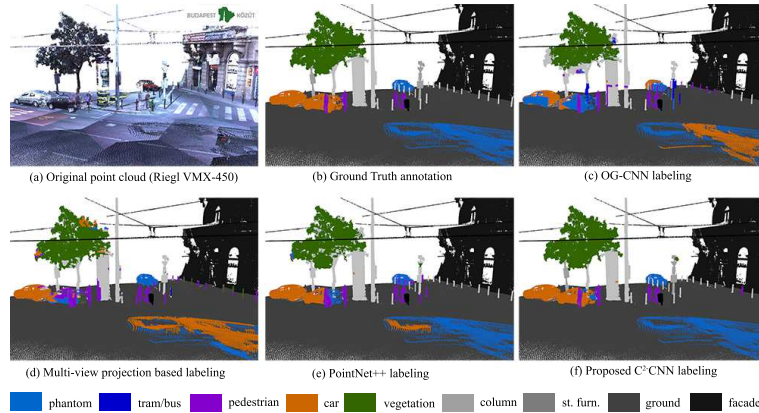 BUDAPEST KÖZÚT
(a) Original point cloud (Riegl VMX-450)
(b) Ground Truth annotation
(c) OG-CNN labeling
(d) Multi-view projection based labeling
(e) PointNet++ labeling
(f) Proposed C²CNN labeling
phantom
tram/bus
pedestrian
car
vegetation
column
st. furn.
ground
facade